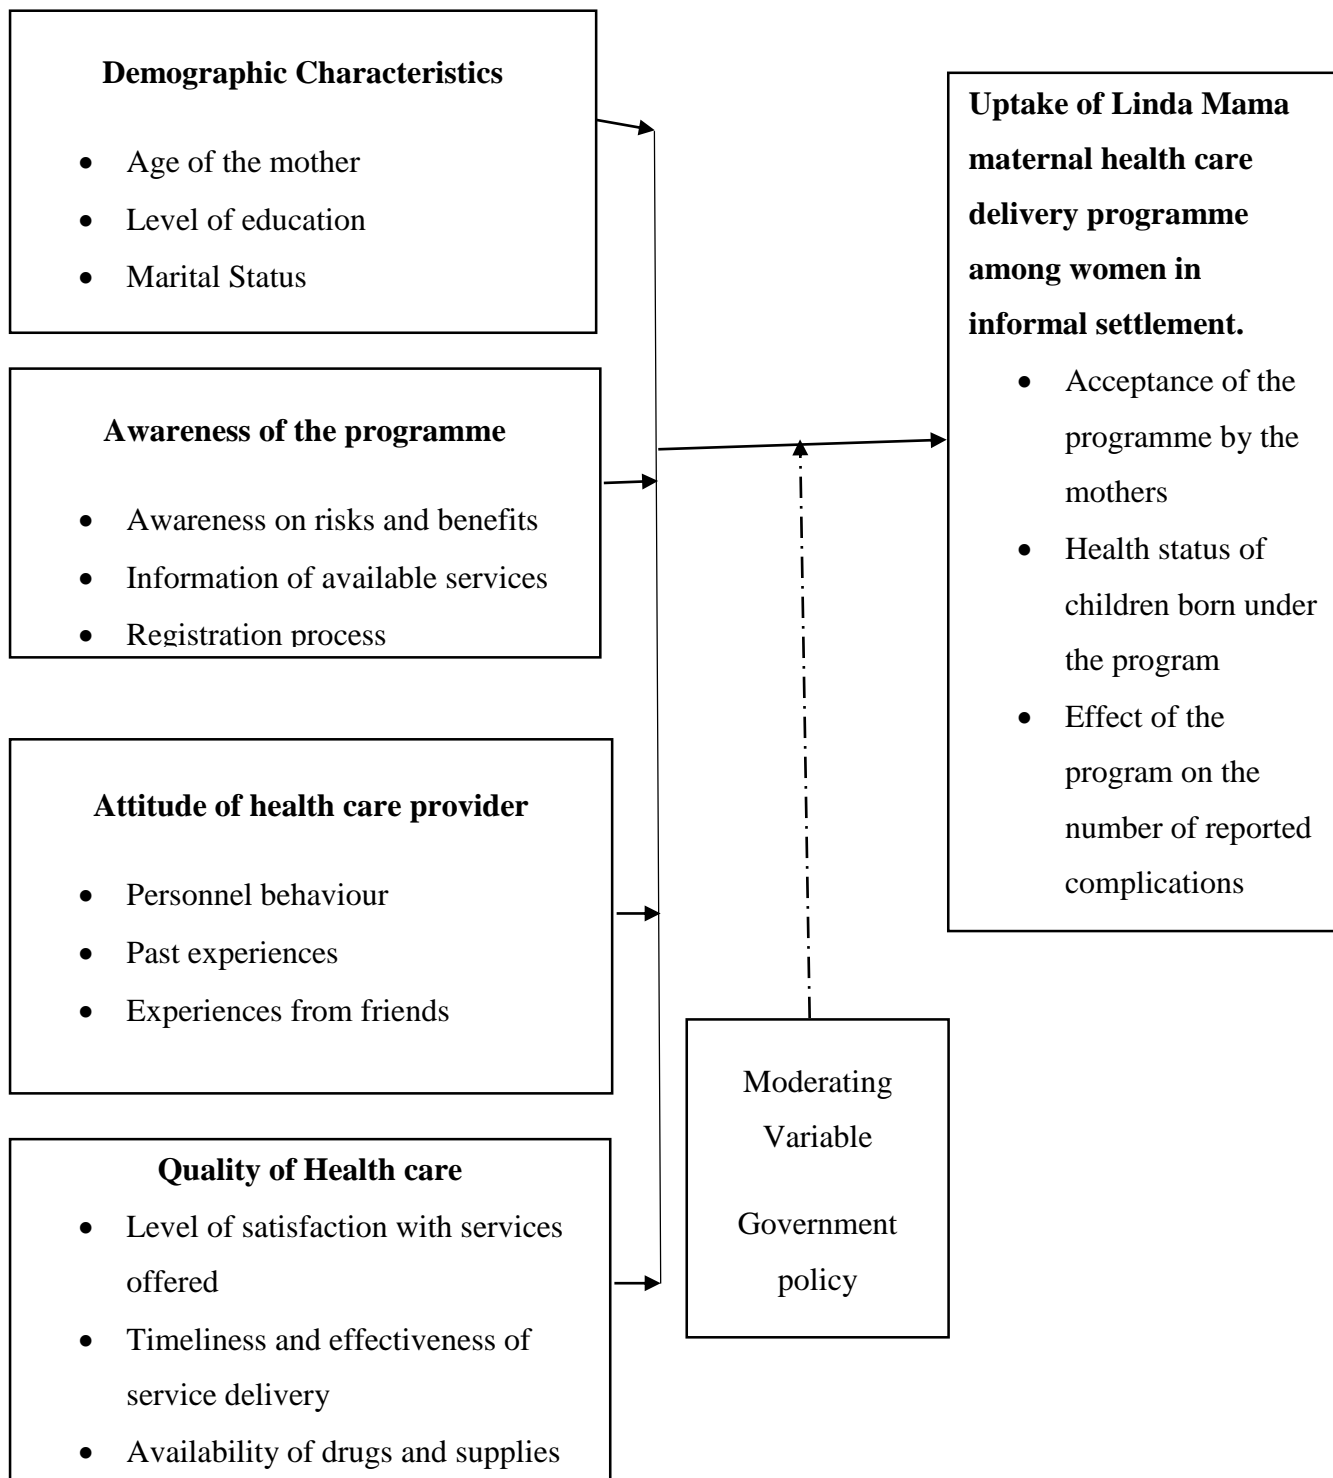 Demographic Characteristics
• Age of the mother
• Level of education
• Marital Status
Awareness of the programme
• Awareness on risks and benefits
• Information of available services
• Registration process
Attitude of health care provider
• Personnel behaviour
• Past experiences
• Experiences from friends
Quality of Health care
• Level of satisfaction with services
offered
• Timeliness and effectiveness of
service delivery
• Availability of drugs and supplies
Moderating
Variable
Government
policy
Uptake of Linda Mama
maternal health care
delivery programme
among women in
informal settlement.
• Acceptance of the
programme by the
mothers
• Health status of
children born under
the program
• Effect of the
program on the
number of reported
complications